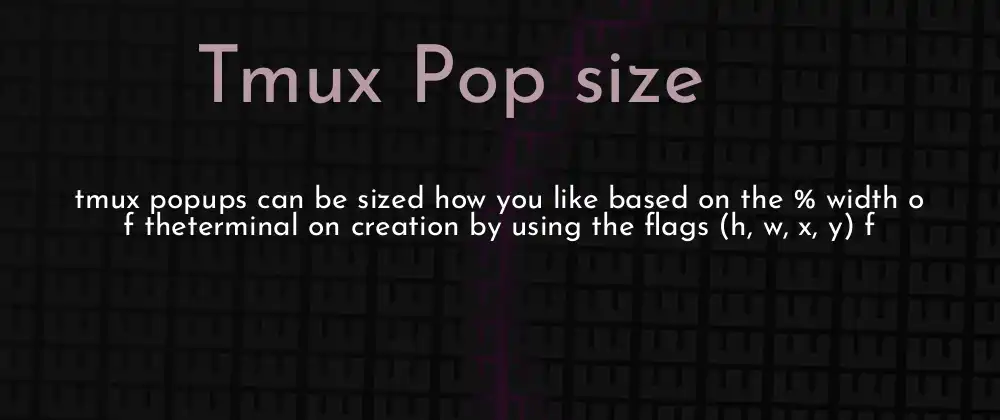 Tmux Pop size
tmux popups can be sized how you like based on the % width o
f theterminal on creation by using the flags (h, w, x, y) f